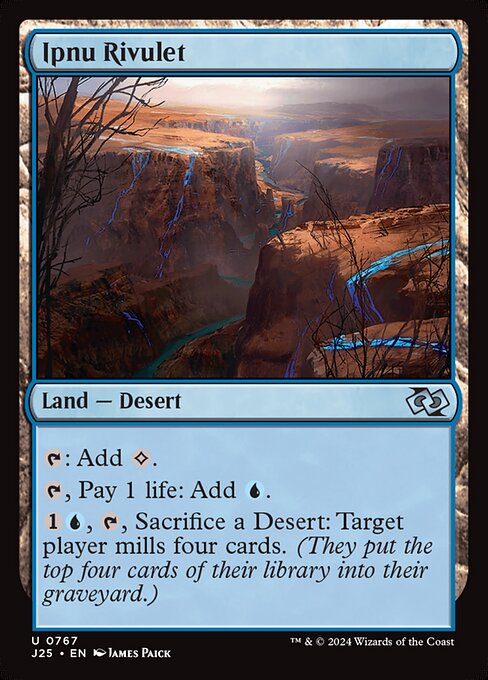 Ipnu Rivulet
Land — Desert
: Add .
, Pay 1 life: Add .
1, , Sacrifice a Desert: Target
player mills four cards. (They put the
top four cards of their library into their
graveyard.)
U 0767
J25 • EN James Paick
™ & © 2024 Wizards of the Coast